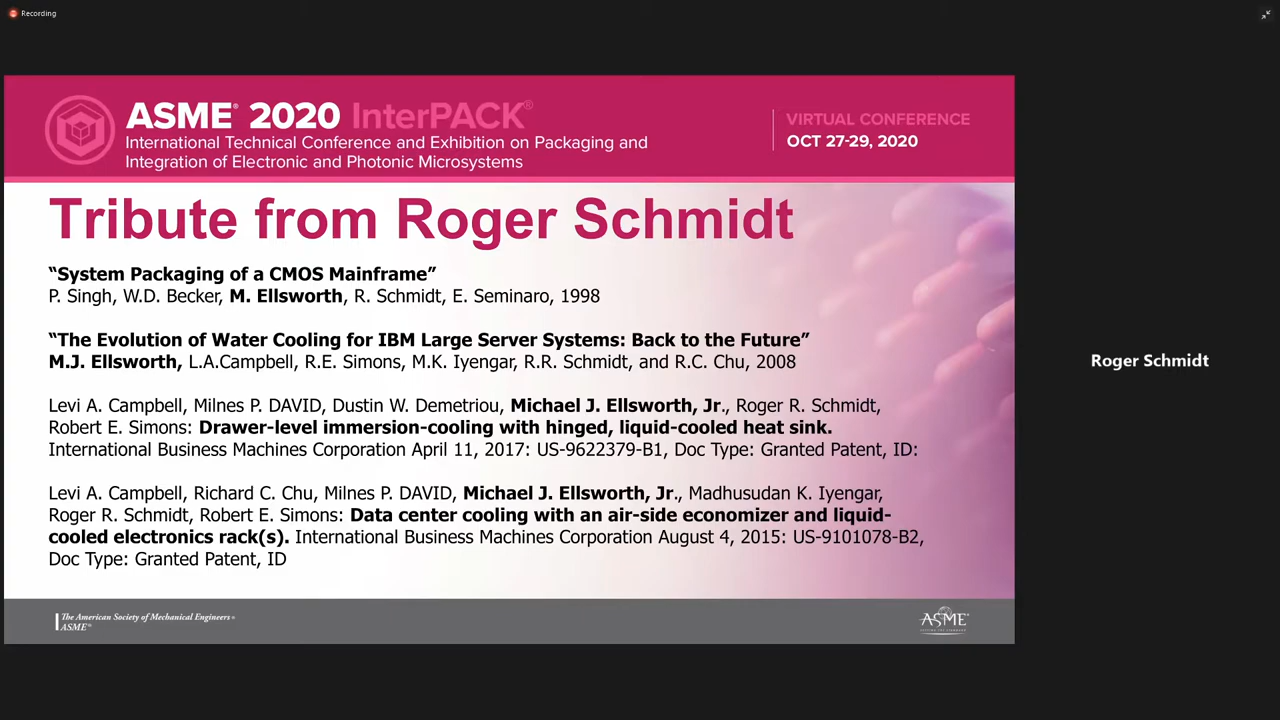 Recording
ASME® 2020 InterPACK®
International Technical Conference and Exhibition on Packaging and
Integration of Electronic and Photonic Microsystems
VIRTUAL CONFERENCE
OCT 27-29, 2020
Tribute from Roger Schmidt
“System Packaging of a CMOS Mainframe”
P. Singh, W.D. Becker, M. Ellsworth, R. Schmidt, E. Seminaro, 1998
“The Evolution of Water Cooling for IBM Large Server Systems: Back to the Future”
M.J. Ellsworth, L.A.Campbell, R.E. Simons, M.K. Iyengar, R.R. Schmidt, and R.C. Chu, 2008
Levi A. Campbell, Milnes P. DAVID, Dustin W. Demetriou, Michael J. Ellsworth, Jr., Roger R. Schmidt,
Robert E. Simons: Drawer-level immersion-cooling with hinged, liquid-cooled heat sink.
International Business Machines Corporation April 11, 2017: US-9622379-B1, Doc Type: Granted Patent, ID:
Levi A. Campbell, Richard C. Chu, Milnes P. DAVID, Michael J. Ellsworth, Jr., Madhusudan K. Iyengar,
Roger R. Schmidt, Robert E. Simons: Data center cooling with an air-side economizer and liquid-
cooled electronics rack(s). International Business Machines Corporation August 4, 2015: US-9101078-B2,
Doc Type: Granted Patent, ID
The American Society of Mechanical Engineers®
ASME®
ASME®
Roger Schmidt